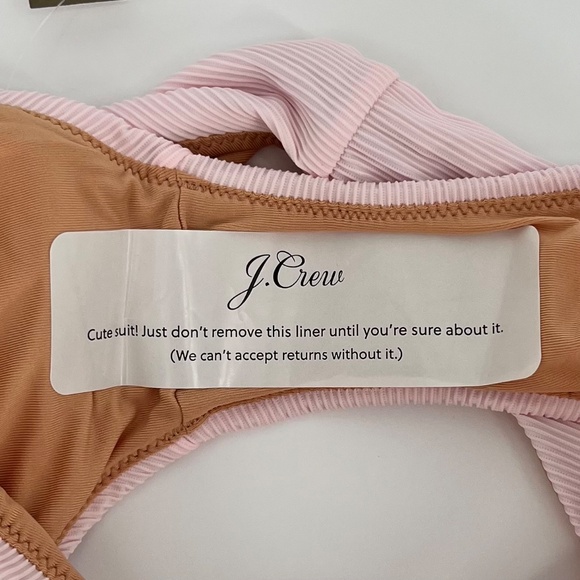 J.Crew
Cute suit! Just don't remove this liner until you're sure about it.
(We can't accept returns without it.)